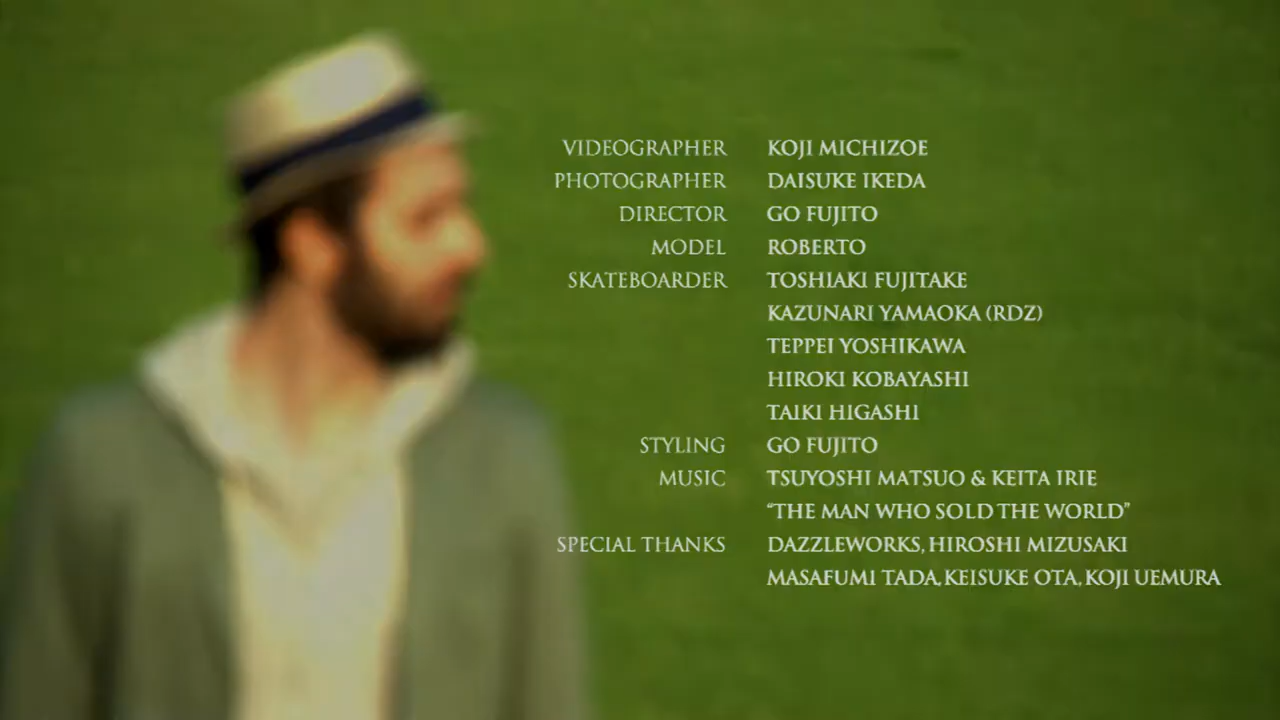 VIDEOGRAPHER KOJI MICHIZOE
PHOTOGRAPHER DAISUKE IKEDA
DIRECTOR GO FUJITO
MODEL ROBERTO
SKATEBOARDER TOSHIAKI FUJITAKE
KAZUNARI YAMAOKA (RDZ)
TEPPEI YOSHIKAWA
HIROKI KOBAYASHI
TAIKI HIGASHI
STYLING GO FUJITO
MUSIC TSUYOSHI MATSUO & KEITA IRIE
“THE MAN WHO SOLD THE WORLD”
SPECIAL THANKS DAZZLEWORKS, HIROSHI MIZUSAKI
MASAFUMI TADA, KEISUKE OTA, KOJI UEMURA